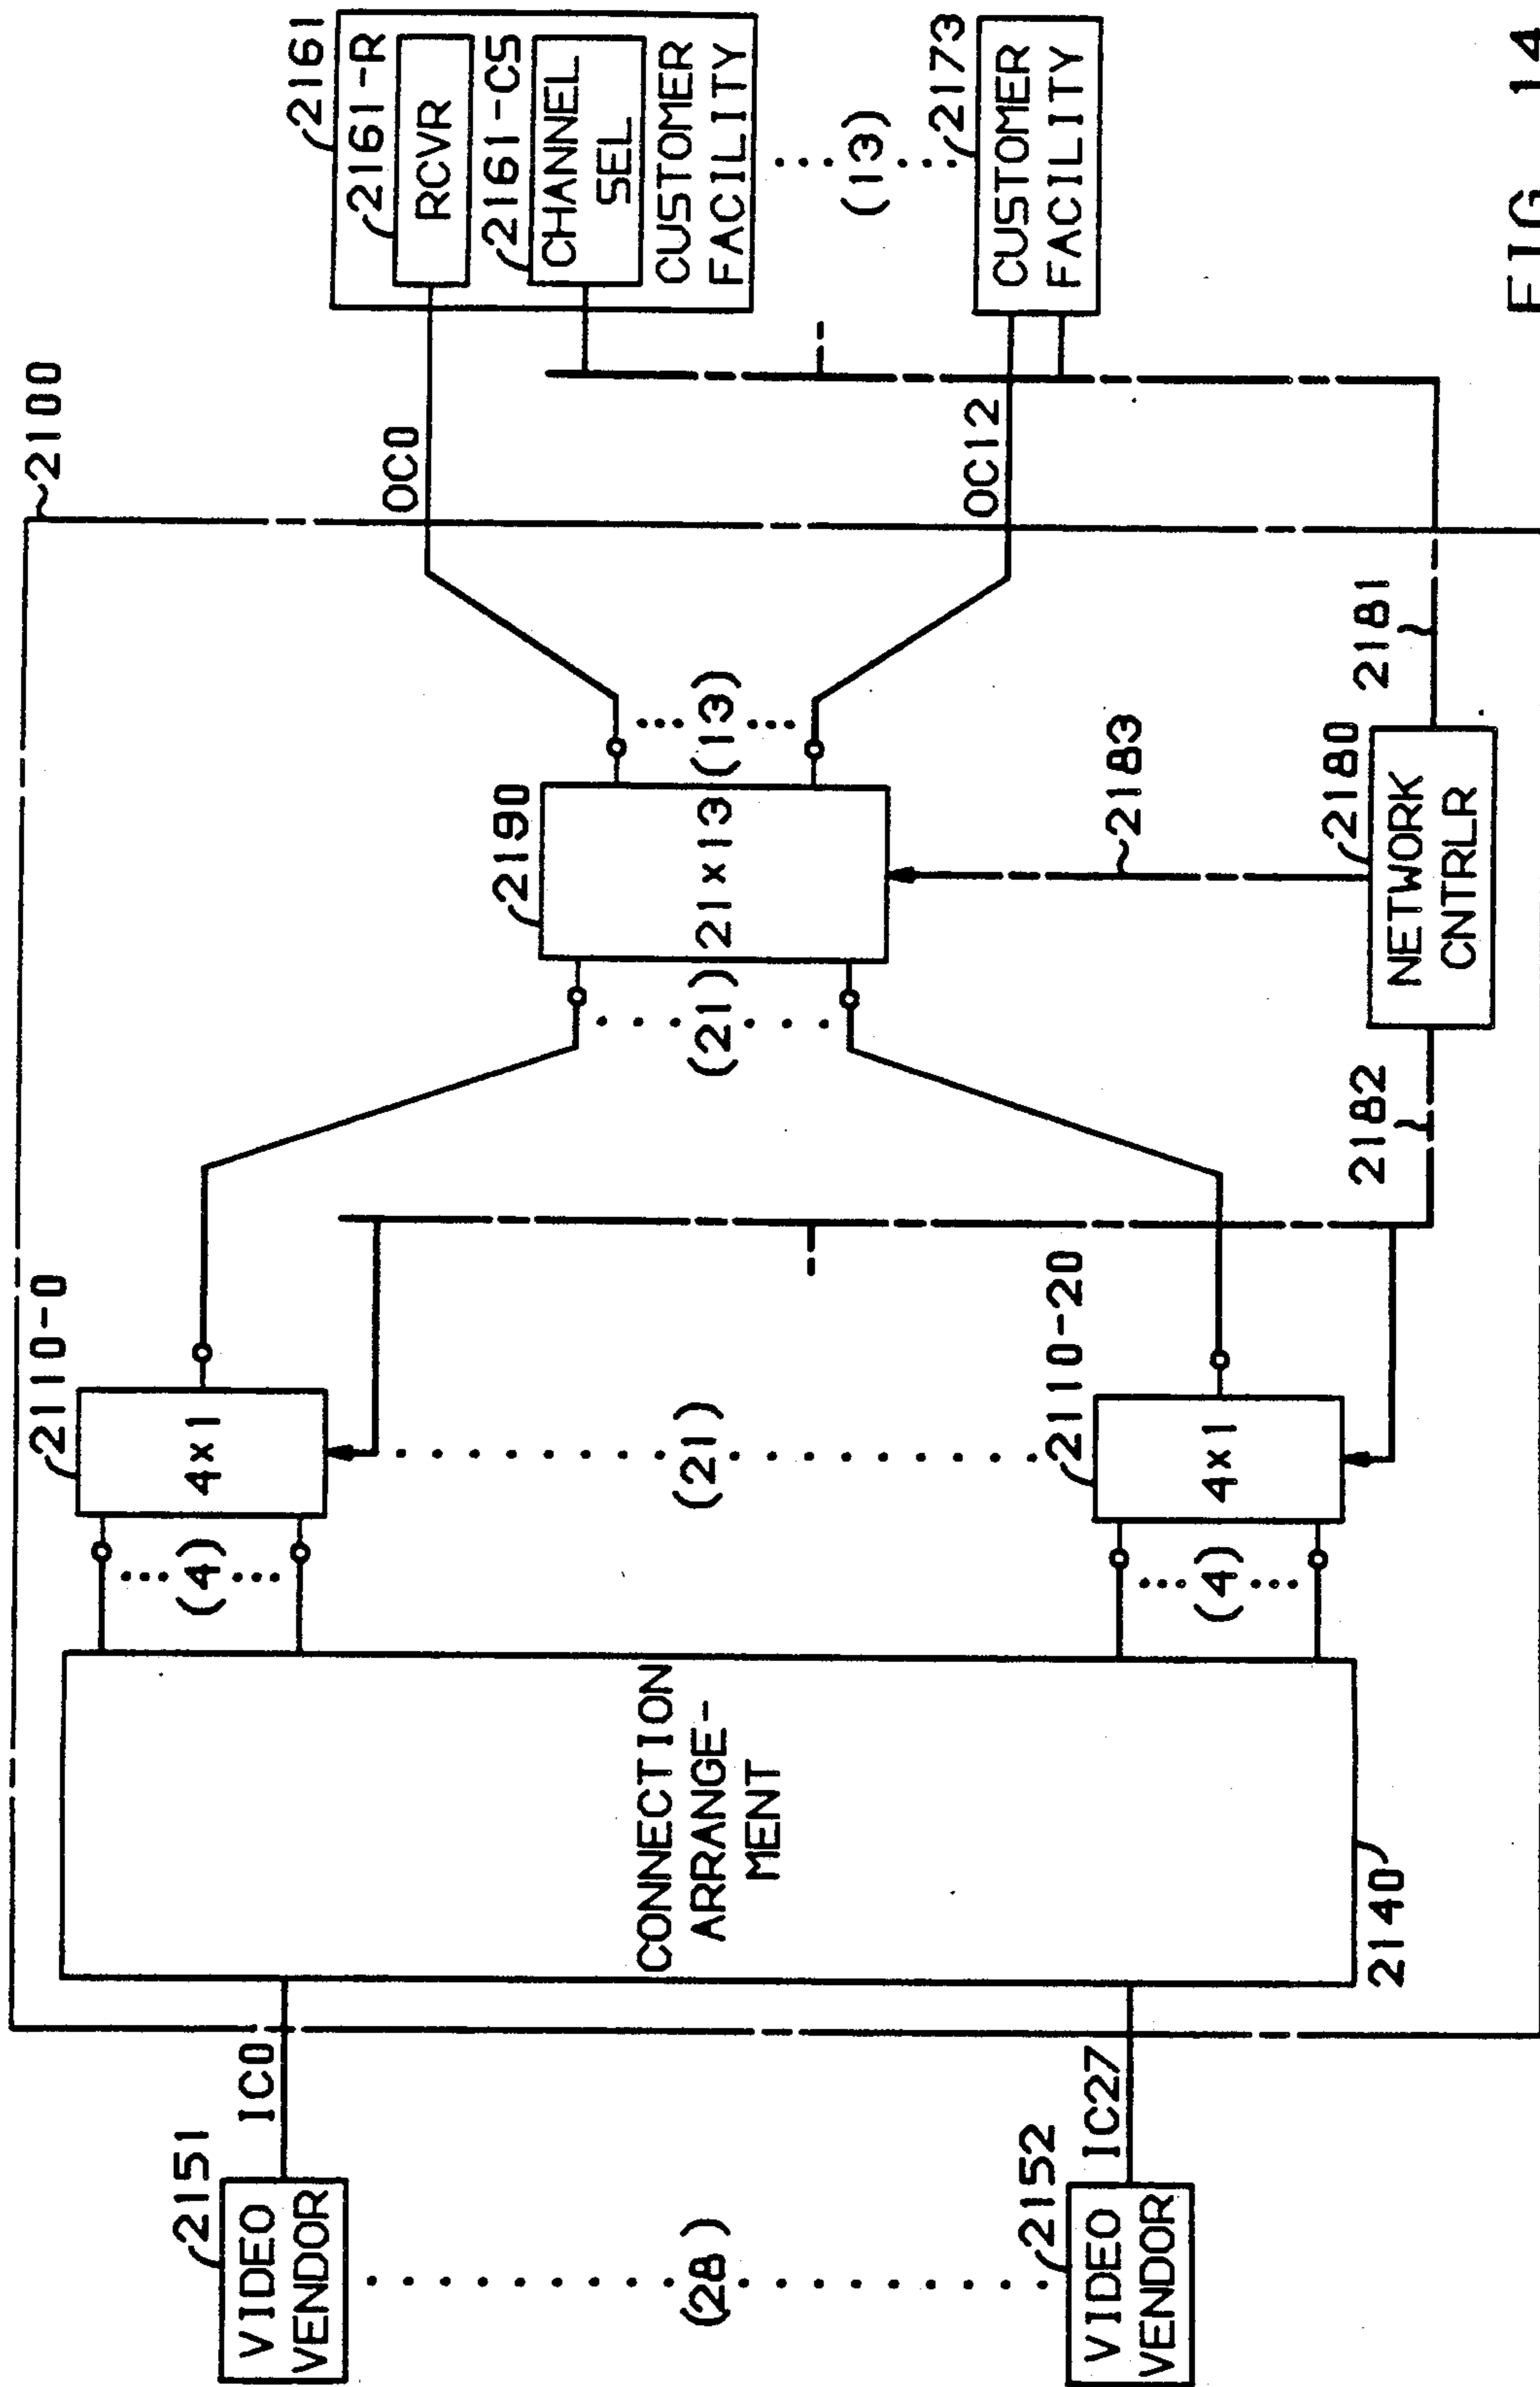 2100
2151
VIDEO
VENDOR
IC0
(28)
2152
VIDEO
VENDOR
IC27
CONNECTION
ARRANGE-
MENT
2140
(4)
2110-0
4x1
(21)
(4)
2110-20
4x1
2182
(21)
2190
21x13
(13)
2183
2180
NETWORK
CNTRLR
2181
OC0
OC12
2161
2161-R
RCVR
2161-CS
CHANNEL
SEL
CUSTOMER
FACILITY
(13)
2173
CUSTOMER
FACILITY
FIG. 14